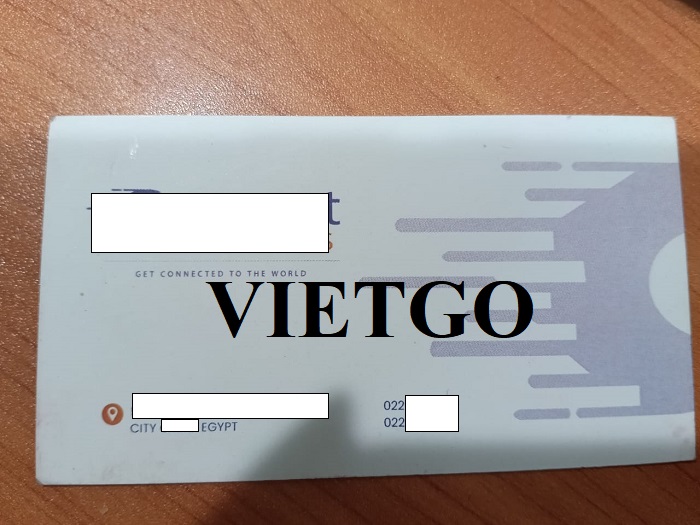 GET CONNECTED TO THE WORLD
VIETGO
CITY EGYPT
022
022